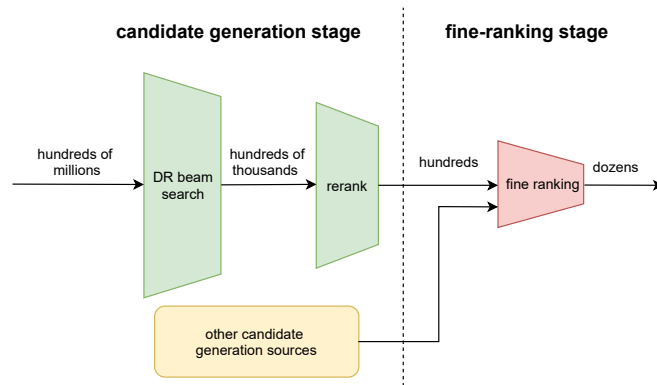 candidate generation stage
fine-ranking stage
hundreds of
millions
DR beam
search
hundreds of
thousands
rerank
hundreds
fine ranking
dozens
other candidate
generation sources